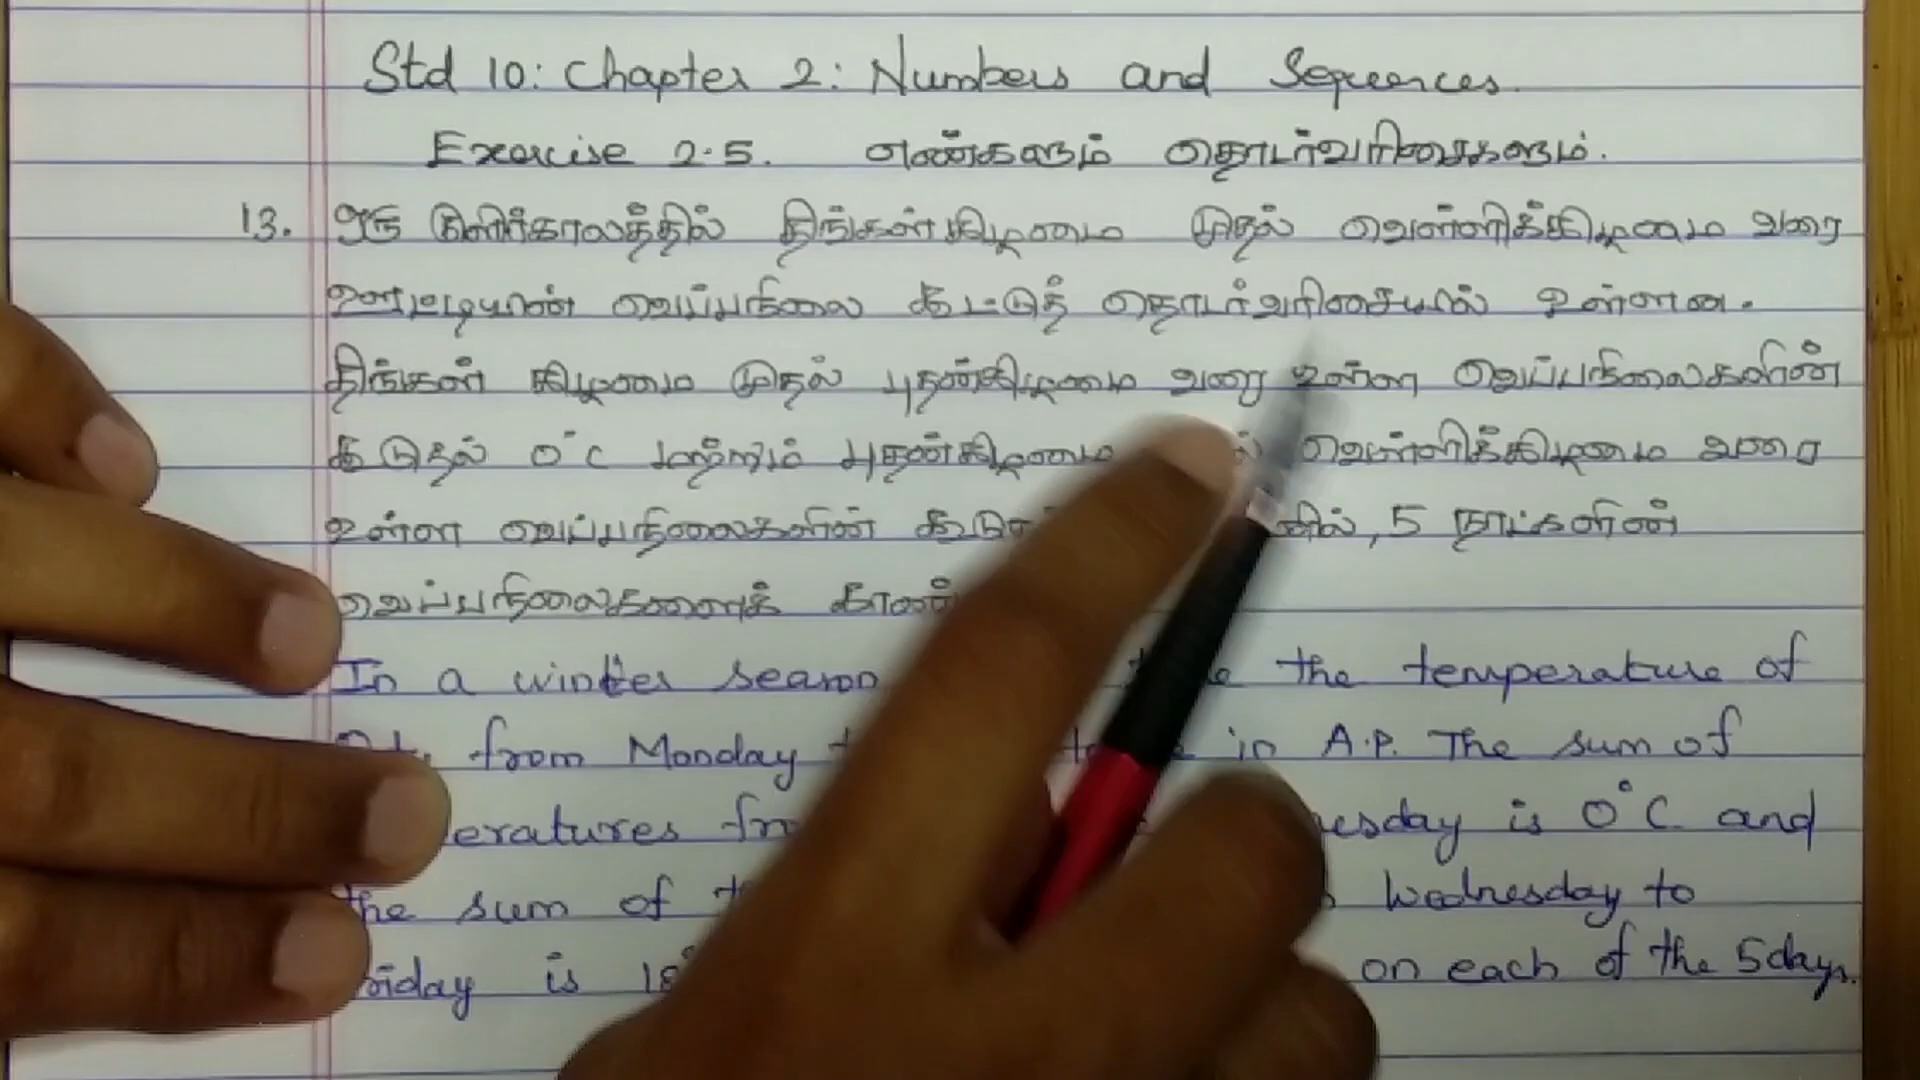 Std 10: Chapter 2: Numbers and Sequences.
Exercise 2.5. எண்களும் தொடர்வரிசைகளும்.
13. ஒரு குளிர்காலத்தில் திங்கள்கிழமை முதல் வெள்ளிக்கிழமை வரை
ஊட்டியின் வெப்பநிலை கூட்டுத் தொடர்வரிசையில் உள்ளன.
திங்கள் கிழமை முதல் புதன்கிழமை வரை உள்ள வெப்பநிலைகளின்
கூடுதல் 0°C மற்றும் புதன்கிழமை வெள்ளிக்கிழமை வரை
உள்ள வெப்பநிலைகளின் 5 நாட்களின்
வெப்பநிலைகளைக்
In a winter season the temperature of
from Monday in A.P. The sum of
is 0°C and
the sum of Wednesday to
is on each of the 5days.